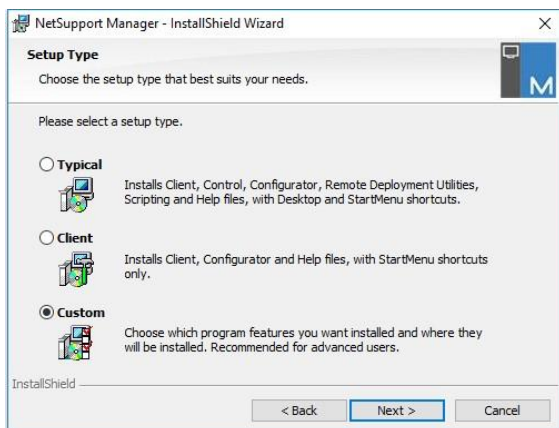 NetSupport Manager - InstallShield Wizard
Setup Type
Choose the setup type that best suits your needs.
M
Please select a setup type.
Typical
Installs Client, Control, Configurator, Remote Deployment Utilities,
Scripting and Help files, with Desktop and StartMenu shortcuts.
Client
Installs Client, Configurator and Help files, with StartMenu shortcuts
only.
Custom
Choose which program features you want installed and where they
will be installed. Recommended for advanced users.
InstallShield
< Back Next > Cancel